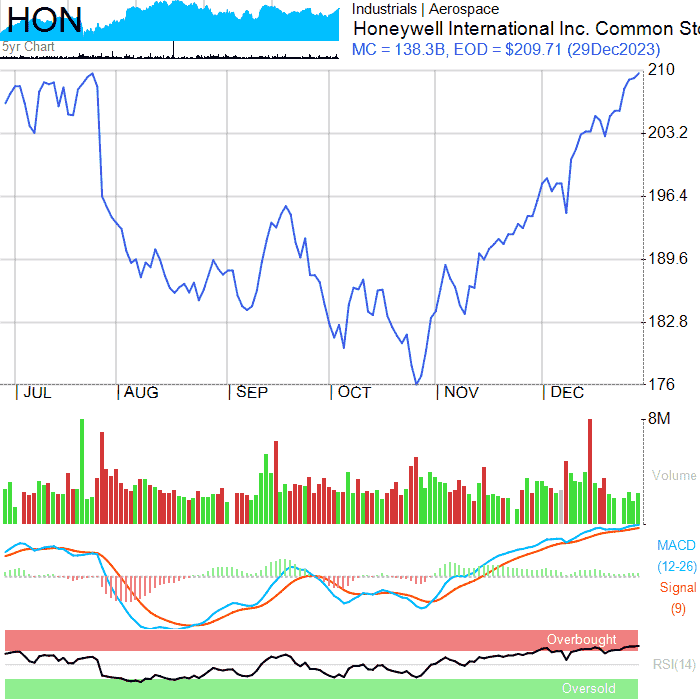 HON
5yr Chart
Industrials | Aerospace
Honeywell International Inc. Common Sto
MC = 138.3B, EOD = $209.71 (29Dec2023)
210
203.2
196.4
189.6
182.8
176
JUL AUG SEP OCT NOV DEC
8M
Volume
MACD
(12-26)
Signal
(9)
Overbought
RSI(14)
Oversold